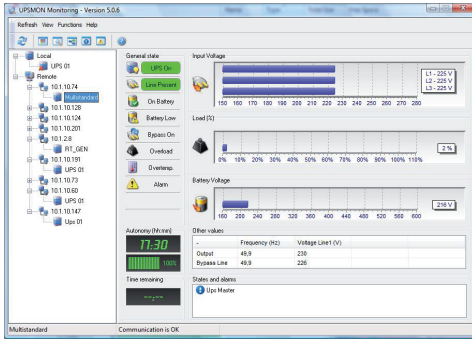 UPSMON Monitoring - Version 5.0.6
Refresh View Functions Help
Local
UPS 01
Remote
10.1.10.74
Multistandard
10.1.10.128
10.1.10.124
10.1.10.201
10.1.2.8
RT_GEN
10.1.10.191
UPS 01
10.1.10.73
10.1.10.60
UPS 01
10.1.10.147
Ups 01
General state
UPS On
Line Present
On Battery
Battery Low
Bypass On
Overload
Overtemp.
Alarm
Autonomy (hh:mm)
17:30
100%
Time remaining
--:--
Input Voltage
L1 - 225 V
L2 - 225 V
L3 - 225 V
150 160 170 180 190 200 210 220 230 240 250 260 270 280
Load (%)
2 %
0% 10% 20% 30% 40% 50% 60% 70% 80% 90% 100% 110%
Battery Voltage
216 V
160 200 240 280 320 360 400 440 480 520 560 600
Other values
- Frequency (Hz) Voltage Line1 (V)
Output 49,9 230
Bypass Line 49,9 226
States and alarms
Ups Master
Multistandard Communication is OK